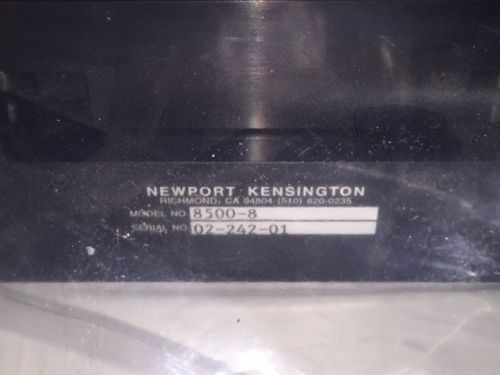 NEWPORT KENSINGTON
RICHMOND, CA 94804 (510) 620-0235
MODEL NO 8500-8
SERIAL NO 02-242-01